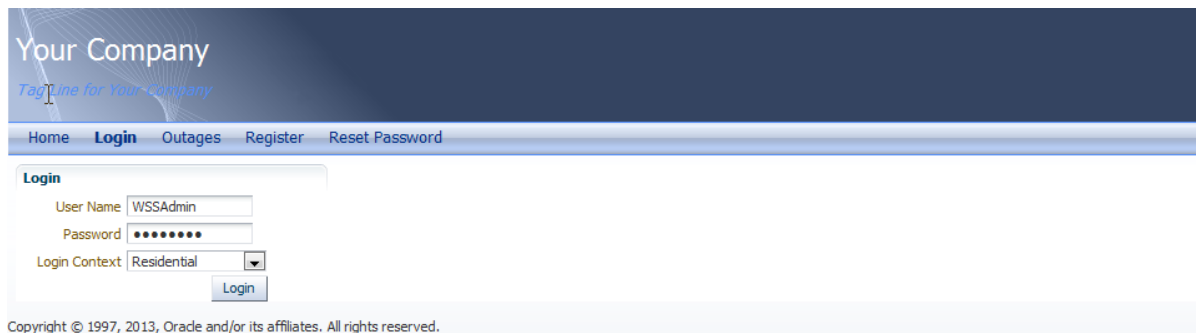 Your Company
Tag Line for Your Company
Home Login Outages Register Reset Password
Login
User Name WSSAdmin
Password ●●●●●●●●
Login Context Residential
Login
Copyright © 1997, 2013, Oracle and/or its affiliates. All rights reserved.